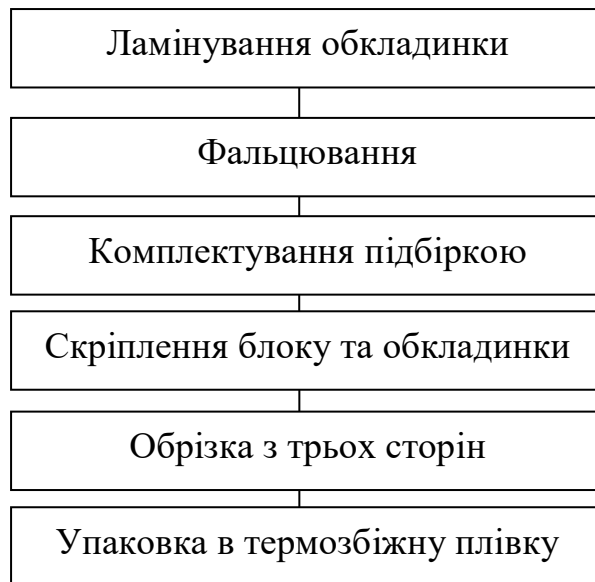 Ламінування обкладинки
Фальцювання
Комплектування підбіркою
Скріплення блоку та обкладинки
Обрізка з трьох сторін
Упаковка в термозбіжну плівку